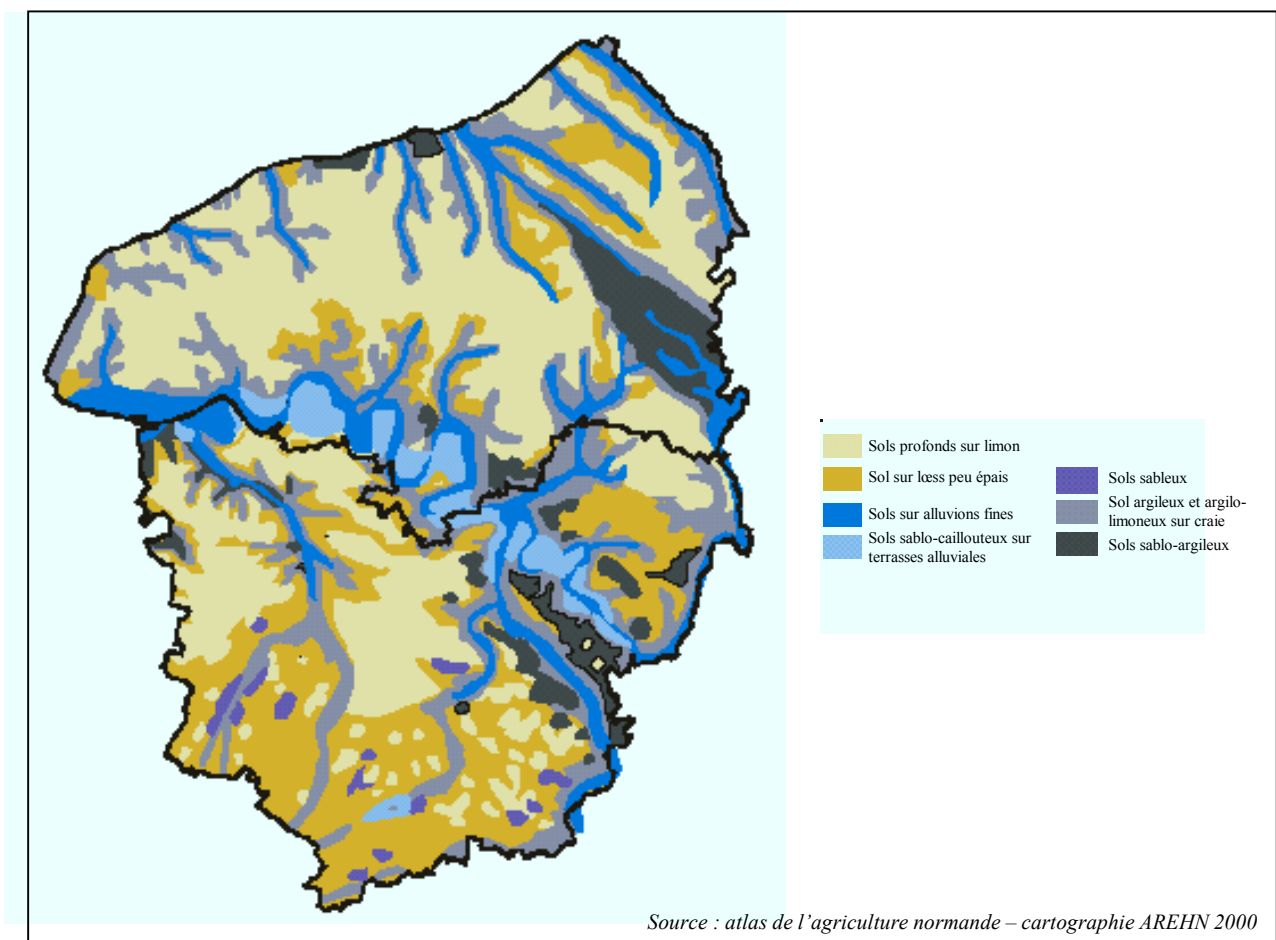 Sols profonds sur limon
Sol sur lœss peu épais
Sols sur alluvions fines
Sols sablo-caillouteux sur
terrasses alluviales
Sols sableux
Sol argileux et argilo-
limoneux sur craie
Sols sablo-argileux
Source : atlas de l’agriculture normande – cartographie AREHN 2000